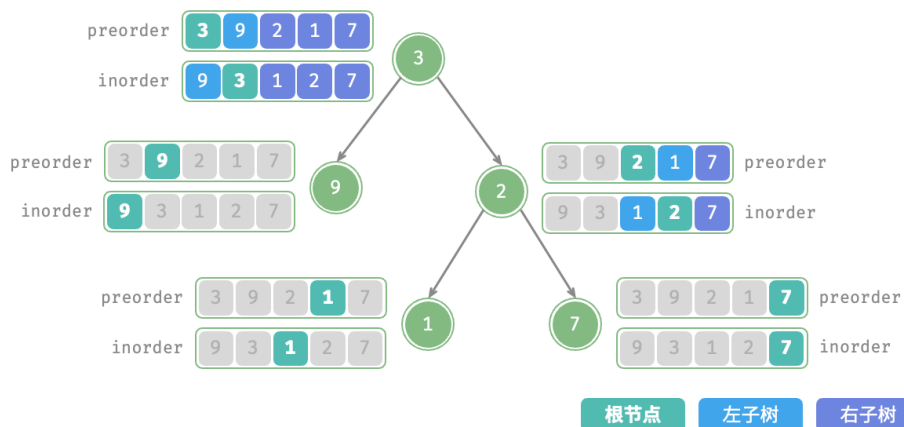 preorder 3 9 2 1 7
inorder 9 3 1 2 7
3
preorder 3 9 2 1 7
inorder 9 3 1 2 7
9
2
3 9 2 1 7 preorder
9 3 1 2 7 inorder
preorder 3 9 2 1 7
inorder 9 3 1 2 7
1
7
3 9 2 1 7 preorder
9 3 1 2 7 inorder
根节点 左子树 右子树